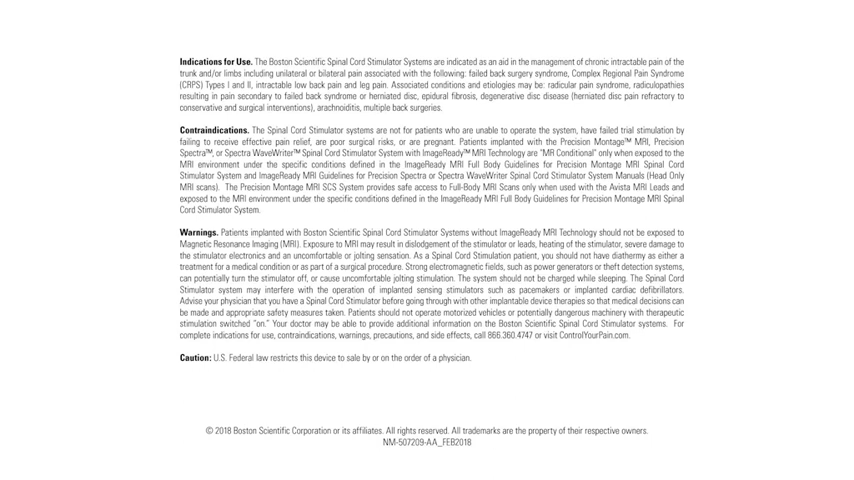 Indications for Use. The Boston Scientific Spinal Cord Stimulator Systems are indicated as an aid in the management of chronic intractable pain of the
trunk and/or limbs including unilateral or bilateral pain associated with the following: failed back surgery syndrome, Complex Regional Pain Syndrome
(CRPS) Types I and II, intractable low back pain and leg pain. Associated conditions and etiologies may be: radicular pain syndrome, radiculopathies
resulting in pain secondary to failed back syndrome or herniated disc, epidural fibrosis, degenerative disc disease (herniated disc pain refractory to
conservative and surgical interventions), arachnoiditis, multiple back surgeries.
Contraindications. The Spinal Cord Stimulator systems are not for patients who are unable to operate the system, have failed trial stimulation by
failing to receive effective pain relief, are poor surgical risks, or are pregnant. Patients implanted with the Precision Montage™ MRI, Precision
Spectra™, or Spectra WaveWriter™ Spinal Cord Stimulator System with ImageReady™ MRI Technology are "MR Conditional" only when exposed to the
MRI environment under the specific conditions defined in the ImageReady MRI Full Body Guidelines for Precision Montage MRI Spinal Cord
Stimulator System and ImageReady MRI Guidelines for Precision Spectra or Spectra WaveWriter Spinal Cord Stimulator System Manuals (Head Only
MRI scans). The Precision Montage MRI SCS System provides safe access to Full-Body MRI Scans only when used with the Avista MRI Leads and
exposed to the MRI environment under the specific conditions defined in the ImageReady MRI Full Body Guidelines for Precision Montage MRI Spinal
Cord Stimulator System.
Warnings. Patients implanted with Boston Scientific Spinal Cord Stimulator Systems without ImageReady MRI Technology should not be exposed to
Magnetic Resonance Imaging (MRI). Exposure to MRI may result in dislodgement of the stimulator or leads, heating of the stimulator, severe damage to
the stimulator electronics and an uncomfortable or jolting sensation. As a Spinal Cord Stimulation patient, you should not have diathermy as either a
treatment for a medical condition or as part of a surgical procedure. Strong electromagnetic fields, such as power generators or theft detection systems,
can potentially turn the stimulator off, or cause uncomfortable jolting stimulation. The system should not be charged while sleeping. The Spinal Cord
Stimulator system may interfere with the operation of implanted sensing stimulators such as pacemakers or implanted cardiac defibrillators.
Advise your physician that you have a Spinal Cord Stimulator before going through with other implantable device therapies so that medical decisions can
be made and appropriate safety measures taken. Patients should not operate motorized vehicles or potentially dangerous machinery with therapeutic
stimulation switched "on." Your doctor may be able to provide additional information on the Boston Scientific Spinal Cord Stimulator systems. For
complete indications for use, contraindications, warnings, precautions, and side effects, call 866.360.4747 or visit ControlYourPain.com.
Caution: U.S. Federal law restricts this device to sale by or on the order of a physician.
© 2018 Boston Scientific Corporation or its affiliates. All rights reserved. All trademarks are the property of their respective owners.
NM-507209-AA_FEB2018